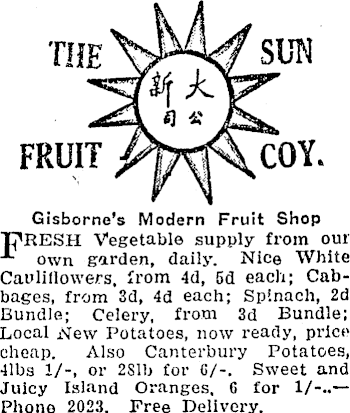 THE SUN
新 大
司 公
FRUIT COY.
Gisborne's Modern Fruit Shop
FRESH Vegetable supply from our
own garden, daily. Nice White
Cauliflowers, from 4d, 5d each; Cab-
bages, from 3d, 4d each; Spinach, 2d
Bundle; Celery, from 3d Bundle;
Local New Potatoes, now ready, price
cheap. Also Canterbury Potatoes,
4lbs 1/-, or 28lb for 6/-. Sweet and
Juicy Island Oranges, 6 for 1/-..—
Phone 2023. Free Delivery.